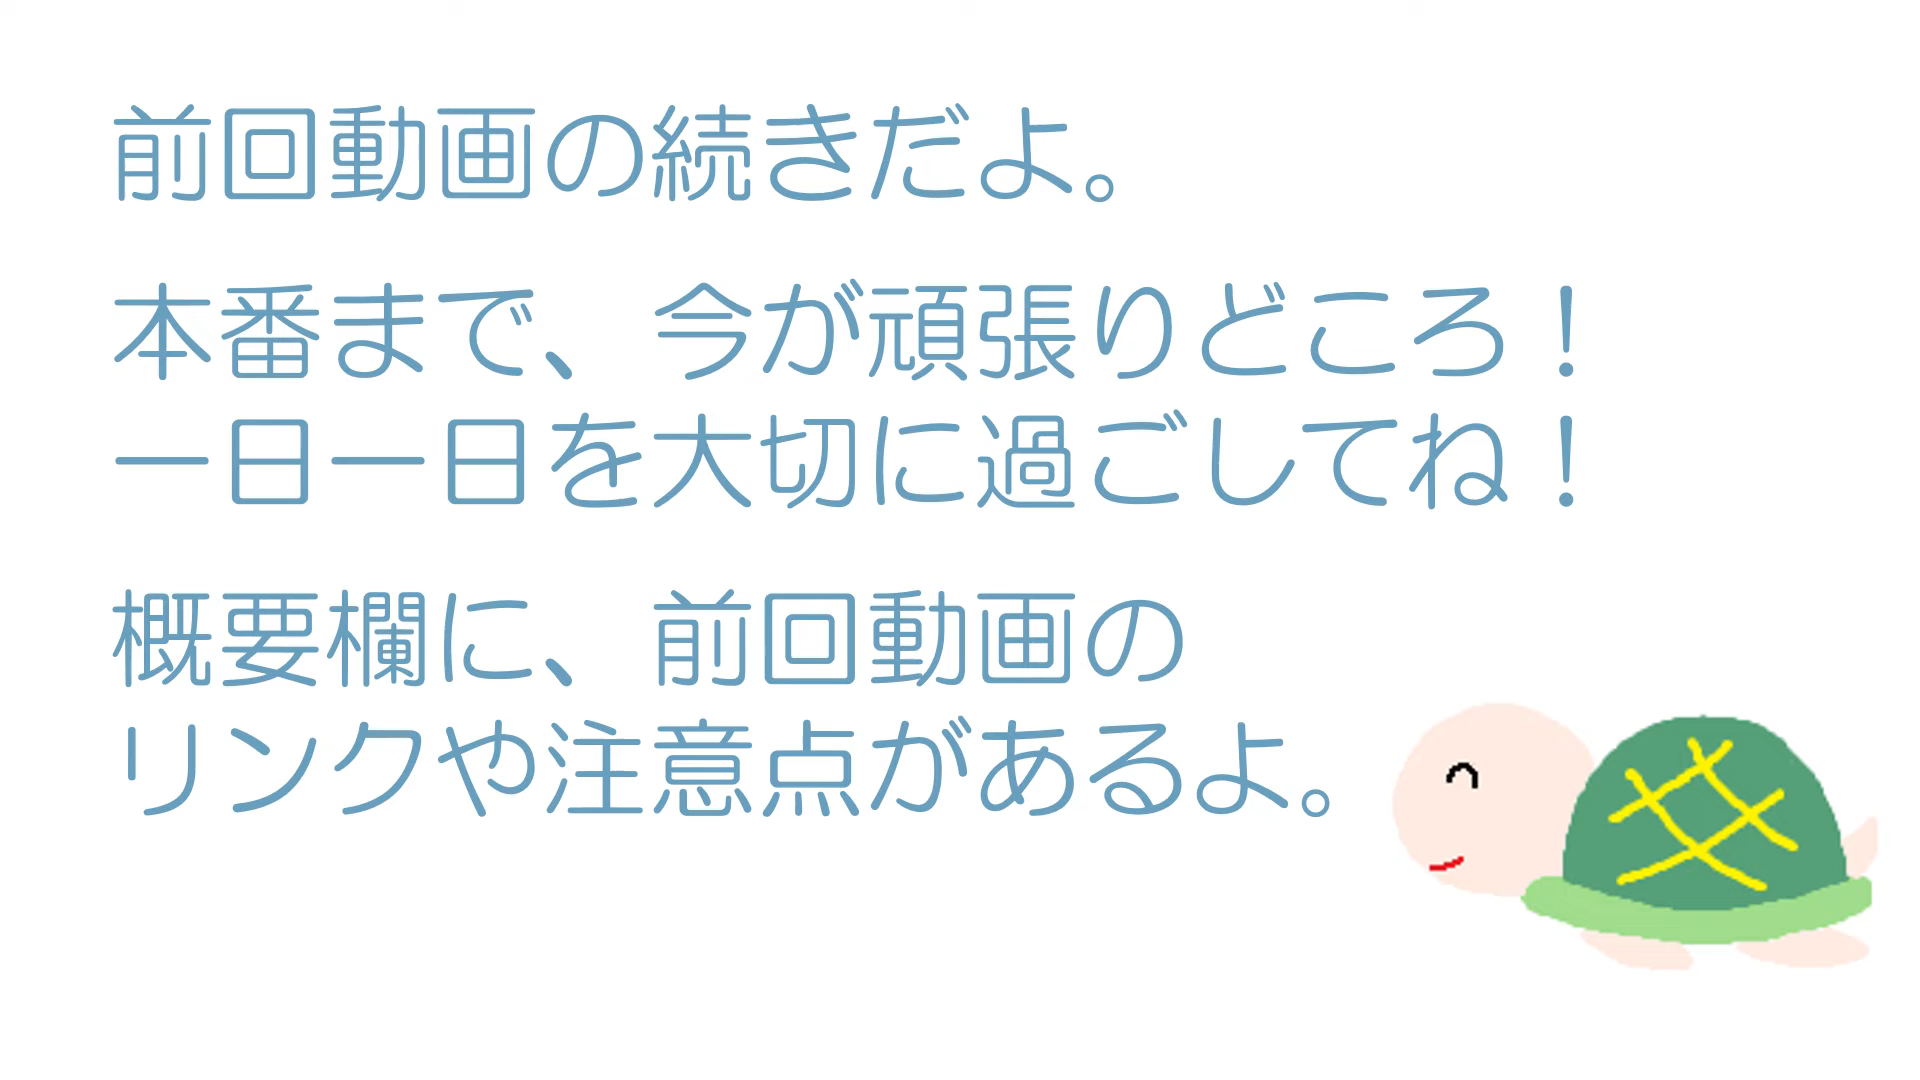 前回動画の続きだよ。
本番まで、今が頑張りどころ！
一日一日を大切に過ごしてね！
概要欄に、前回動画の
リンクや注意点があるよ。